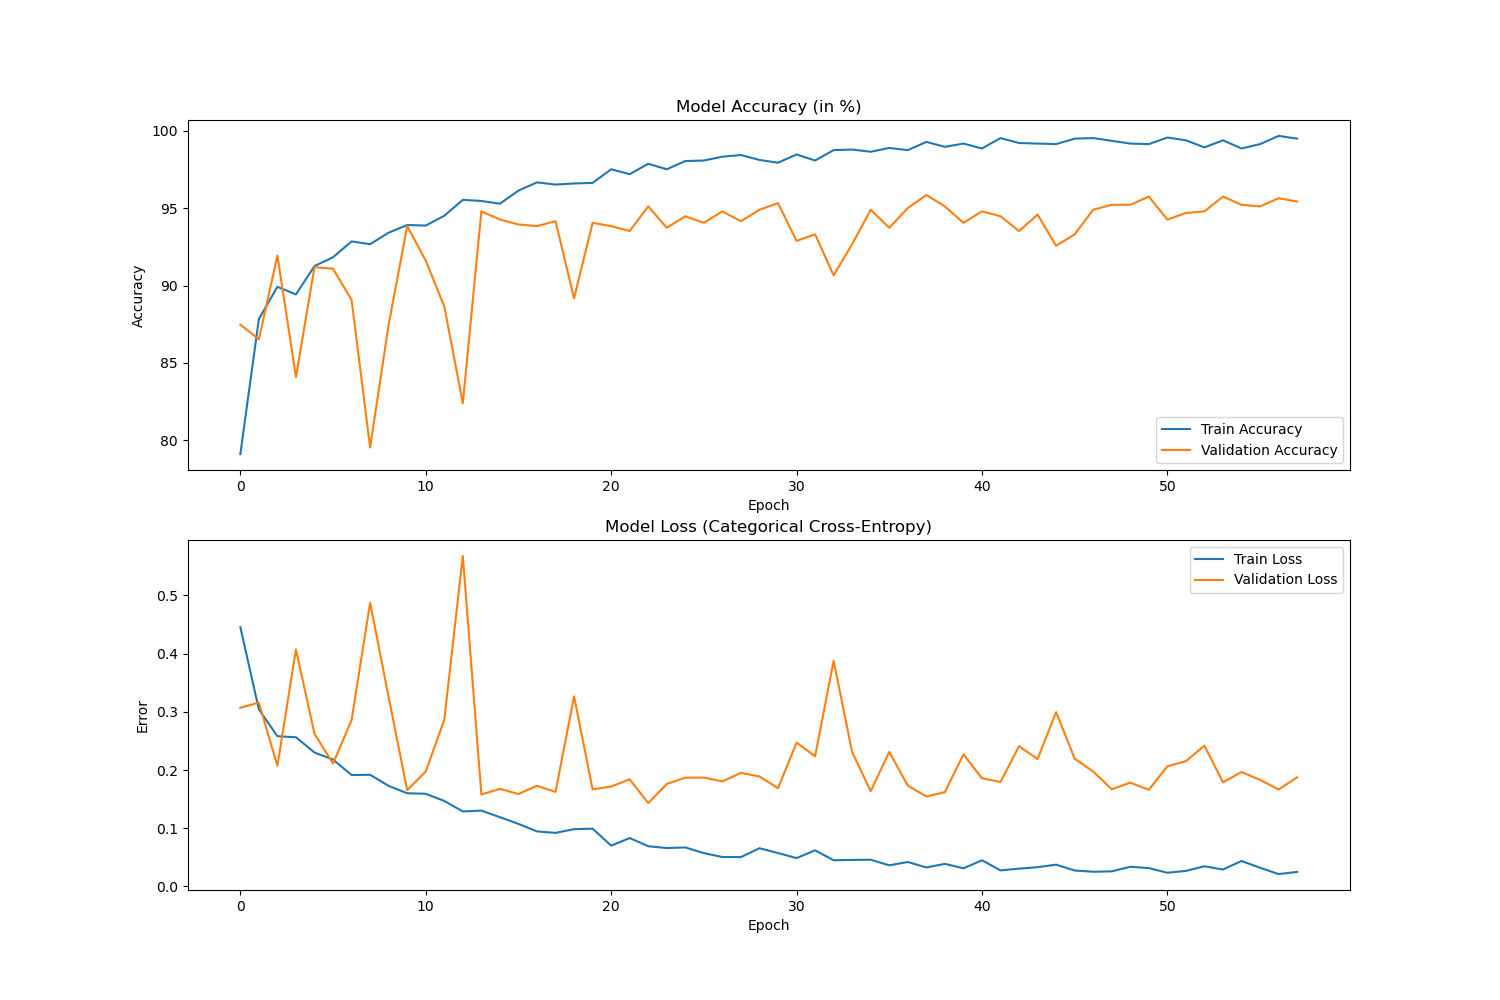 Model Accuracy (in %)
100
95
90
85
80
Accuracy
Train Accuracy
Validation Accuracy
0 10 20 30 40 50
Epoch
Model Loss (Categorical Cross-Entropy)
Train Loss
Validation Loss
0.5
0.4
0.3
0.2
0.1
0.0
Error
0 10 20 30 40 50
Epoch